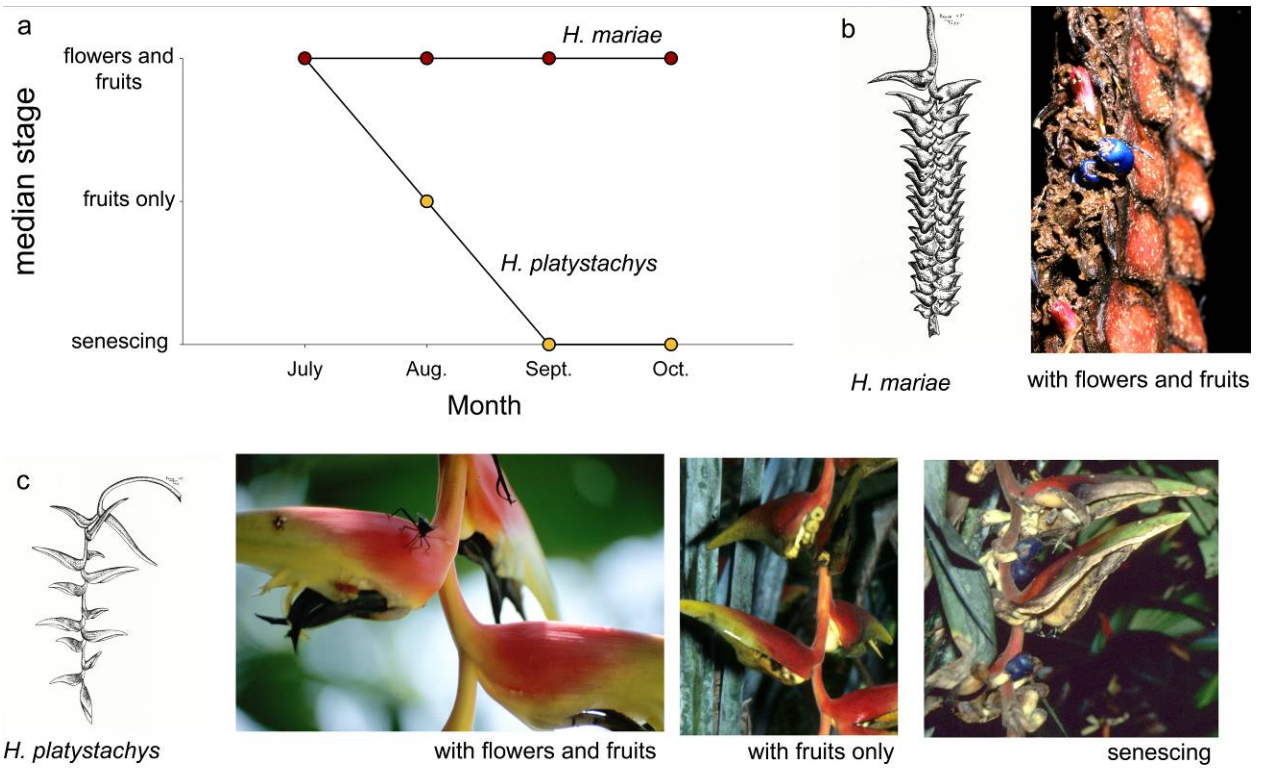 a
flowers and
fruits
fruits only
senescing
median stage
H. mariae
H. platystachys
July Aug. Sept. Oct.
Month
b
H. mariae
with flowers and fruits
c
H. platystachys
with flowers and fruits
with fruits only
senescing